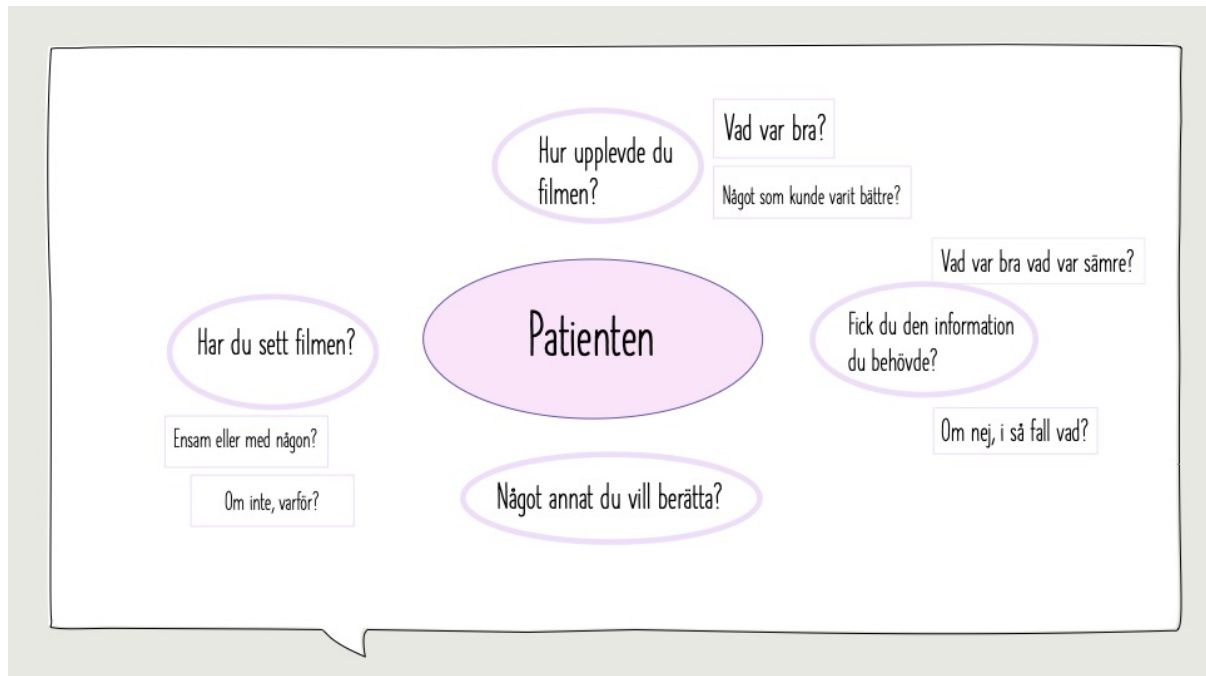 Hur upplevde du
filmen?
Vad var bra?
Något som kunde varit bättre?
Vad var bra vad var sämre?
Fick du den information
du behövde?
Om nej, i så fall vad?
Patienten
Har du sett filmen?
Ensam eller med någon?
Om inte, varför?
Något annat du vill berätta?